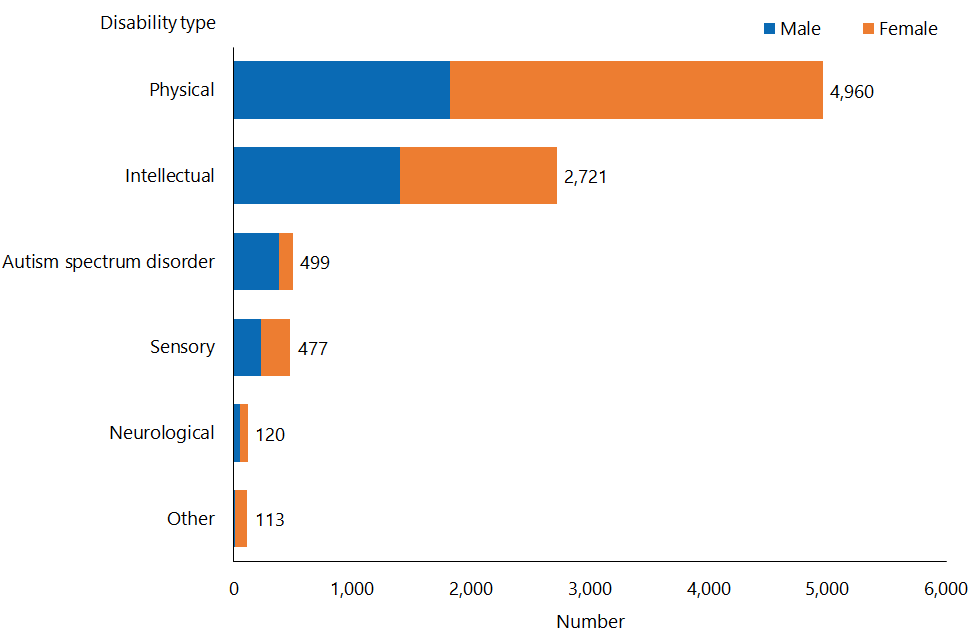 Disability type
Male Female
Physical 4,960
Intellectual 2,721
Autism spectrum disorder 499
Sensory 477
Neurological 120
Other 113
0 1,000 2,000 3,000 4,000 5,000 6,000
Number